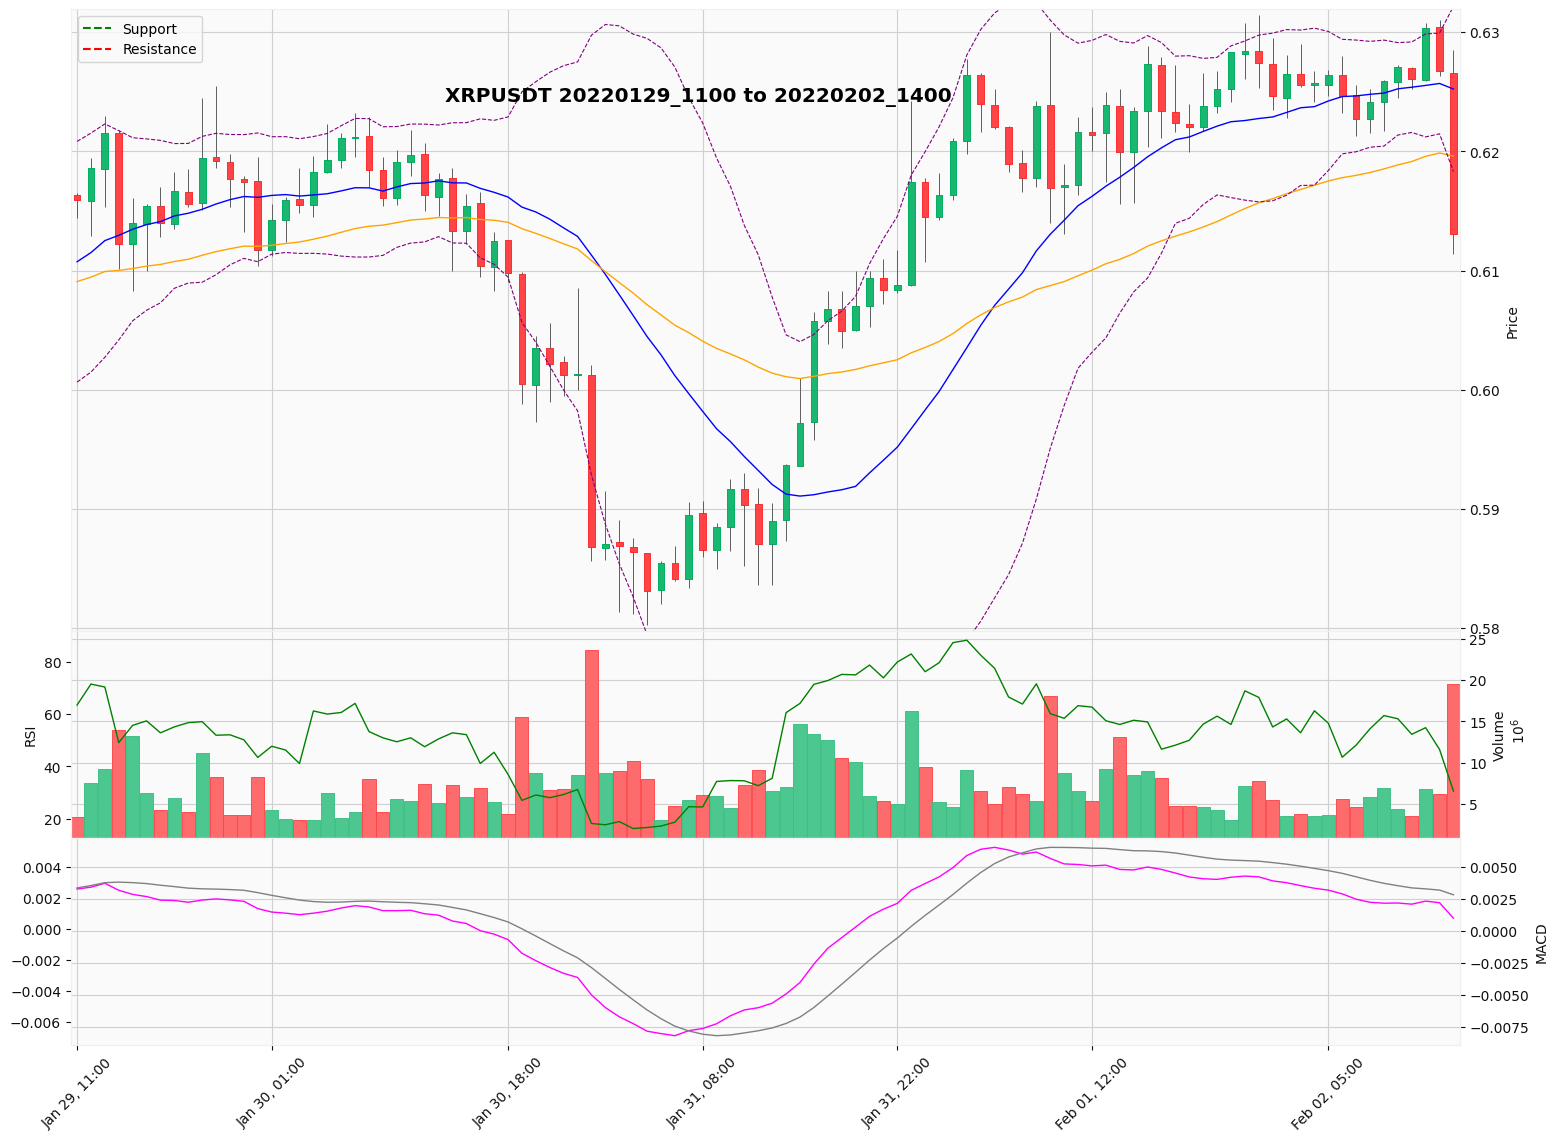 Support
Resistance
XRPUSDT 20220129_1100 to 20220202_1400
0.63
0.62
0.61
0.60
0.59
0.58
Price
80
60
40
20
RSI
25
20
15
10
5
Volume
10^6
0.004
0.002
0.000
−0.002
−0.004
−0.006
0.0050
0.0025
0.0000
−0.0025
−0.0050
−0.0075
MACD
Jan 29, 11:00
Jan 30, 01:00
Jan 30, 18:00
Jan 31, 08:00
Jan 31, 22:00
Feb 01, 12:00
Feb 02, 05:00